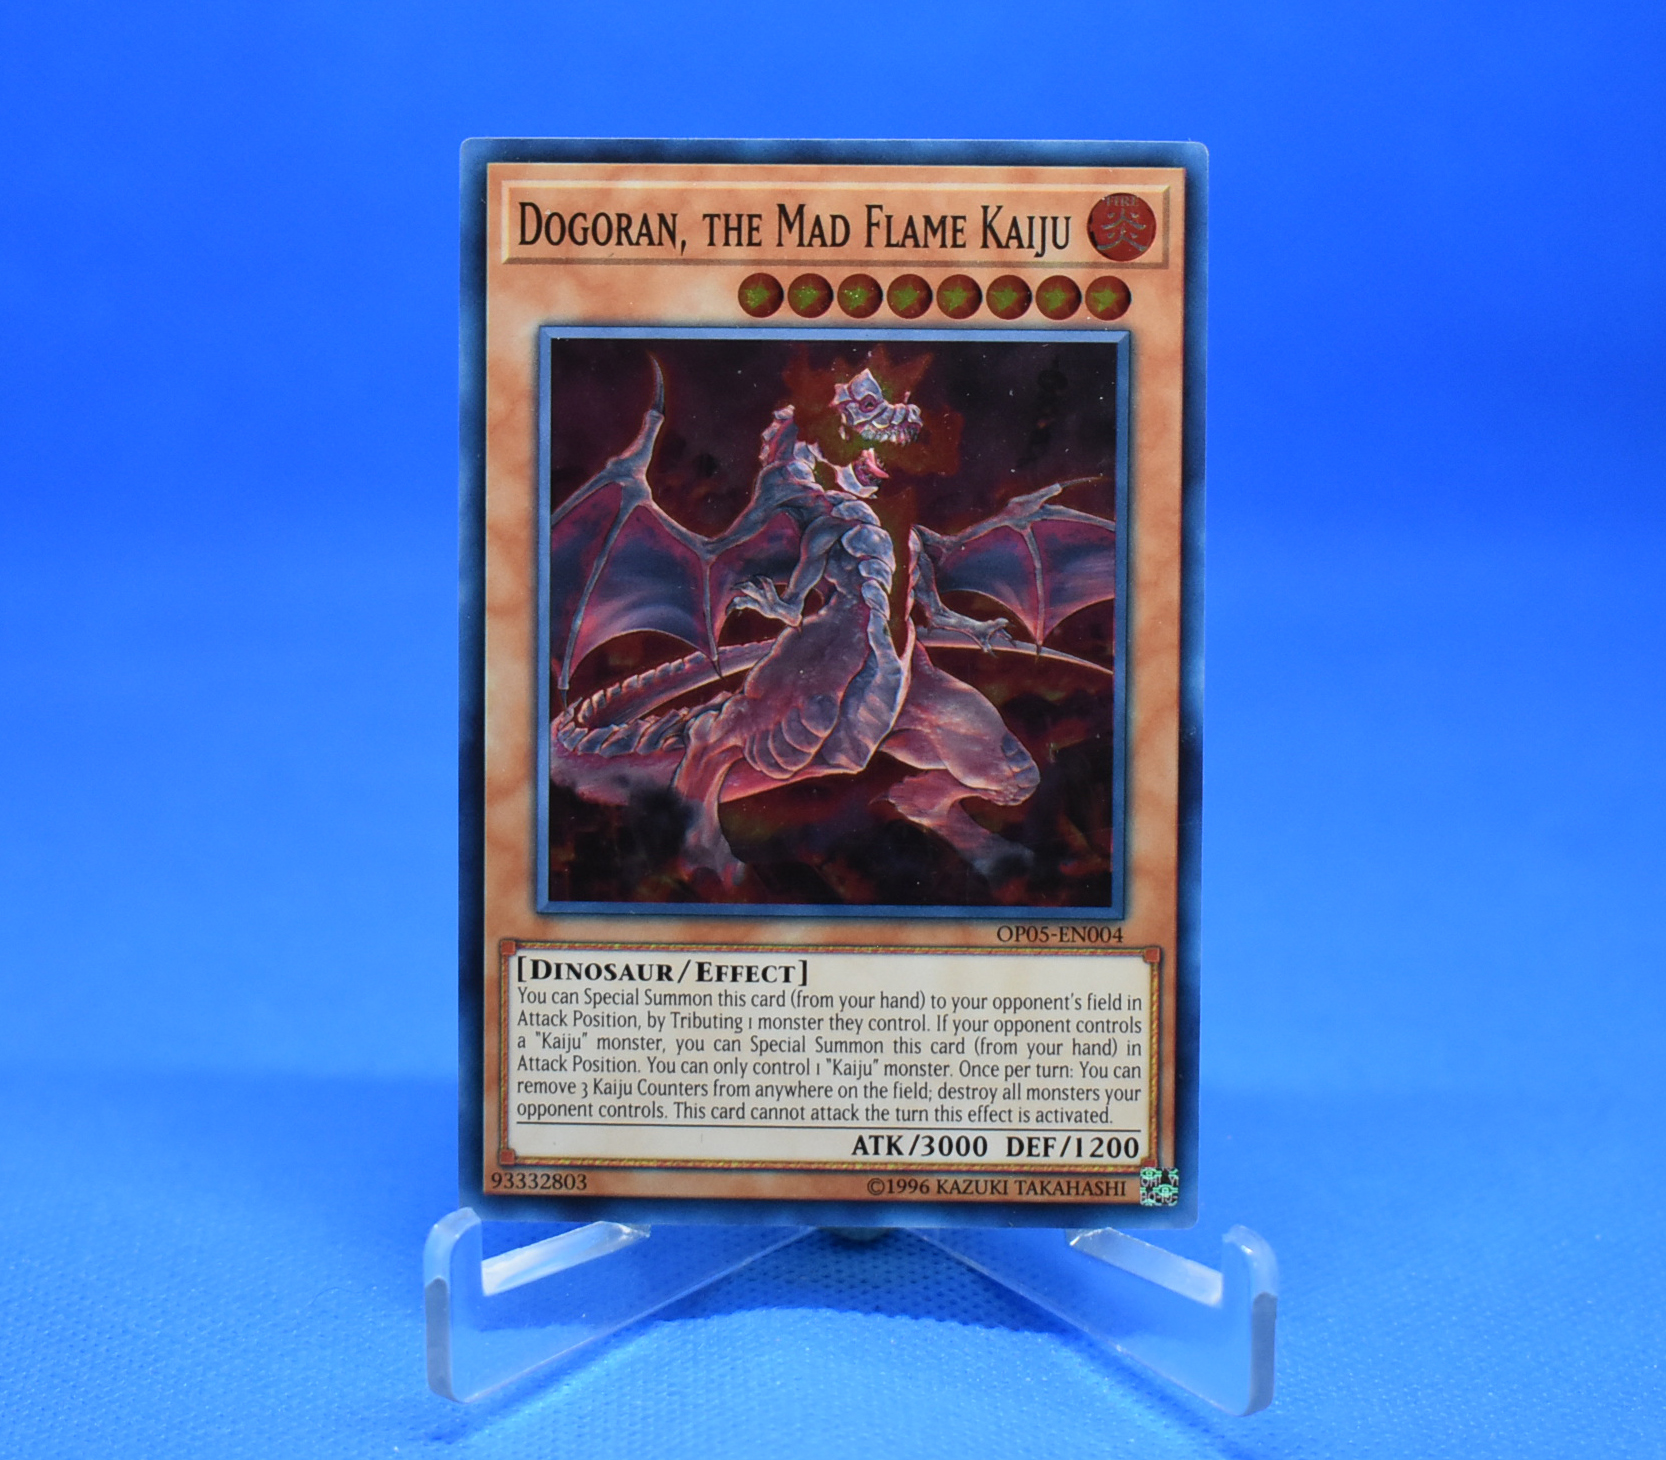 DOGORAN, THE MAD FLAME KAIJU
FIRE
炎
OP05-EN004
[DINOSAUR/EFFECT]
You can Special Summon this card (from your hand) to your opponent's field in
Attack Position, by Tributing 1 monster they control. If your opponent controls
a "Kaiju" monster, you can Special Summon this card (from your hand) in
Attack Position. You can only control 1 "Kaiju" monster. Once per turn: You can
remove 3 Kaiju Counters from anywhere on the field; destroy all monsters your
opponent controls. This card cannot attack the turn this effect is activated.
ATK/3000 DEF/1200
93332803
©1996 KAZUKI TAKAHASHI